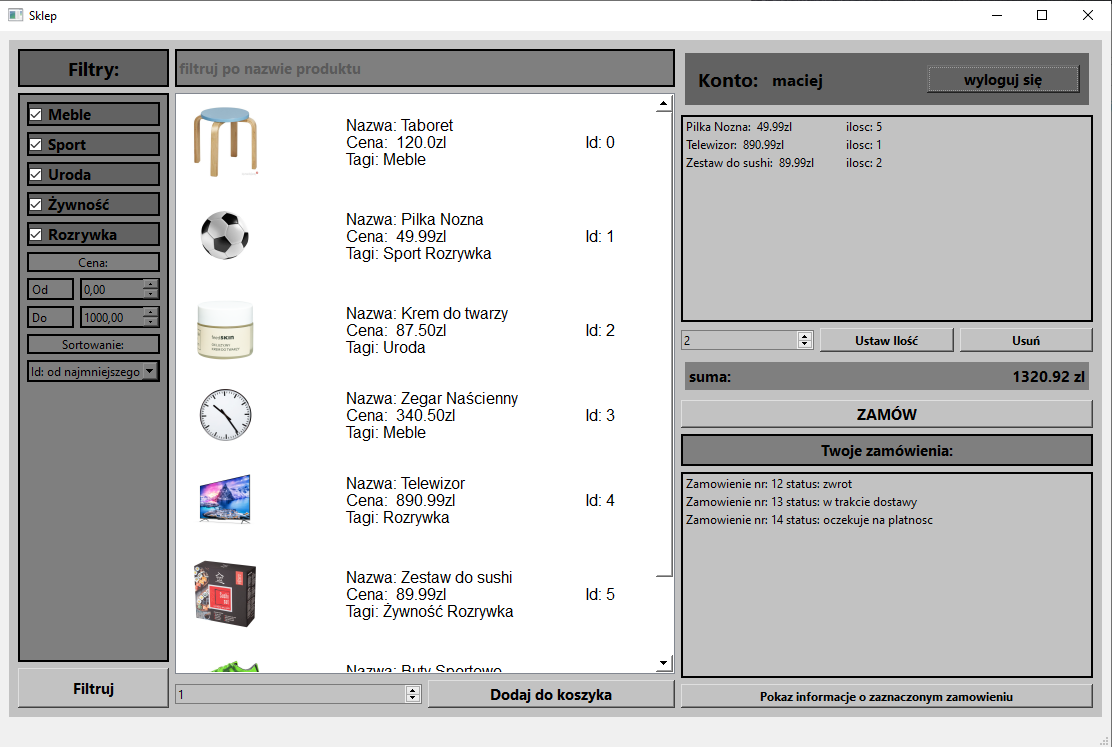 Sklep
Filtry:
Meble
Sport
Uroda
Żywność
Rozrywka
Cena:
Od 0,00
Do 1000,00
Sortowanie:
Id: od najmniejszego
Filtruj
filtruj po nazwie produktu
Nazwa: Taboret
Cena: 120.0zl
Tagi: Meble
Id: 0
Nazwa: Pilka Nozna
Cena: 49.99zl
Tagi: Sport Rozrywka
Id: 1
Nazwa: Krem do twarzy
Cena: 87.50zl
Tagi: Uroda
Id: 2
Nazwa: Zegar Naścienny
Cena: 340.50zl
Tagi: Meble
Id: 3
Nazwa: Telewizor
Cena: 890.99zl
Tagi: Rozrywka
Id: 4
Nazwa: Zestaw do sushi
Cena: 89.99zl
Tagi: Żywność Rozrywka
Id: 5
Nazwa: Buty Sportowe
1
Dodaj do koszyka
Konto: maciej
wyloguj się
Pilka Nozna: 49.99zl ilosc: 5
Telewizor: 890.99zl ilosc: 1
Zestaw do sushi: 89.99zl ilosc: 2
2
Ustaw Ilość
Usuń
suma: 1320.92 zl
ZAMÓW
Twoje zamówienia:
Zamowienie nr: 12 status: zwrot
Zamowienie nr: 13 status: w trakcie dostawy
Zamowienie nr: 14 status: oczekuje na platnosc
Pokaz informacje o zaznaczonym zamowieniu